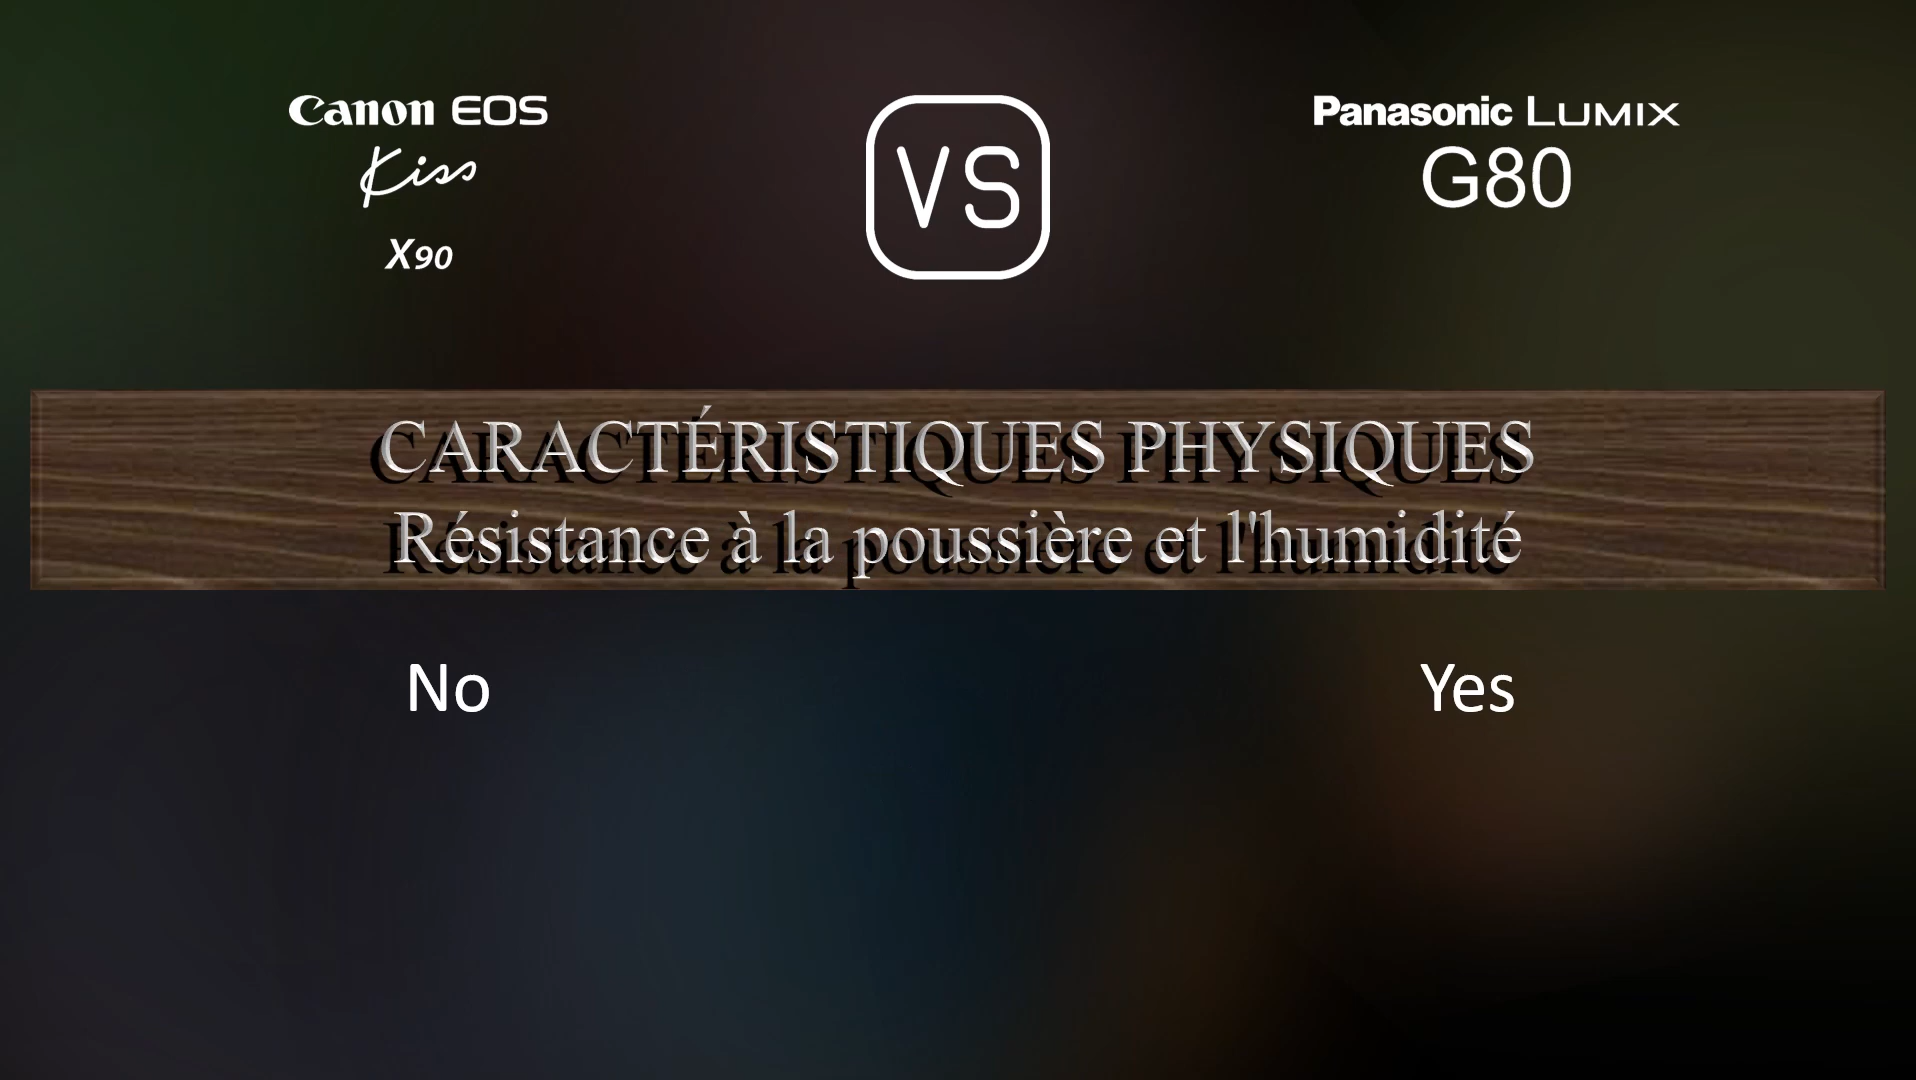 Canon EOS
Kiss
X90
VS
Panasonic LUMIX
G80
CARACTÉRISTIQUES PHYSIQUES
Résistance à la poussière et l'humidité
No
Yes